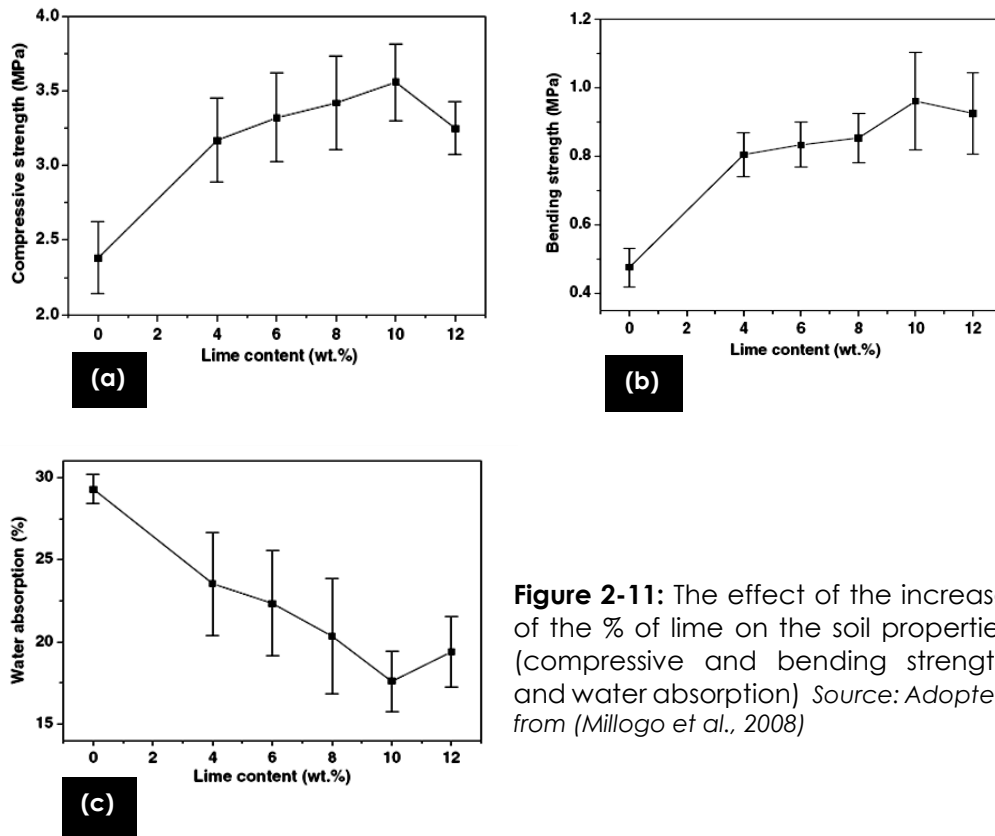 4.0
3.5
3.0
2.5
2.0
Compressive strength (MPa)
0 2 4 6 8 10 12
Lime content (wt.%)
(a)
1.2
1.0
0.8
0.6
0.4
Bending strength (MPa)
0 2 4 6 8 10 12
Lime content (wt.%)
(b)
30
25
20
15
Water absorption (%)
0 2 4 6 8 10 12
Lime content (wt.%)
(c)
Figure 2-11: The effect of the increase
of the % of lime on the soil propertie
(compressive and bending strengt
and water absorption) Source: Adopte
from (Millogo et al., 2008)